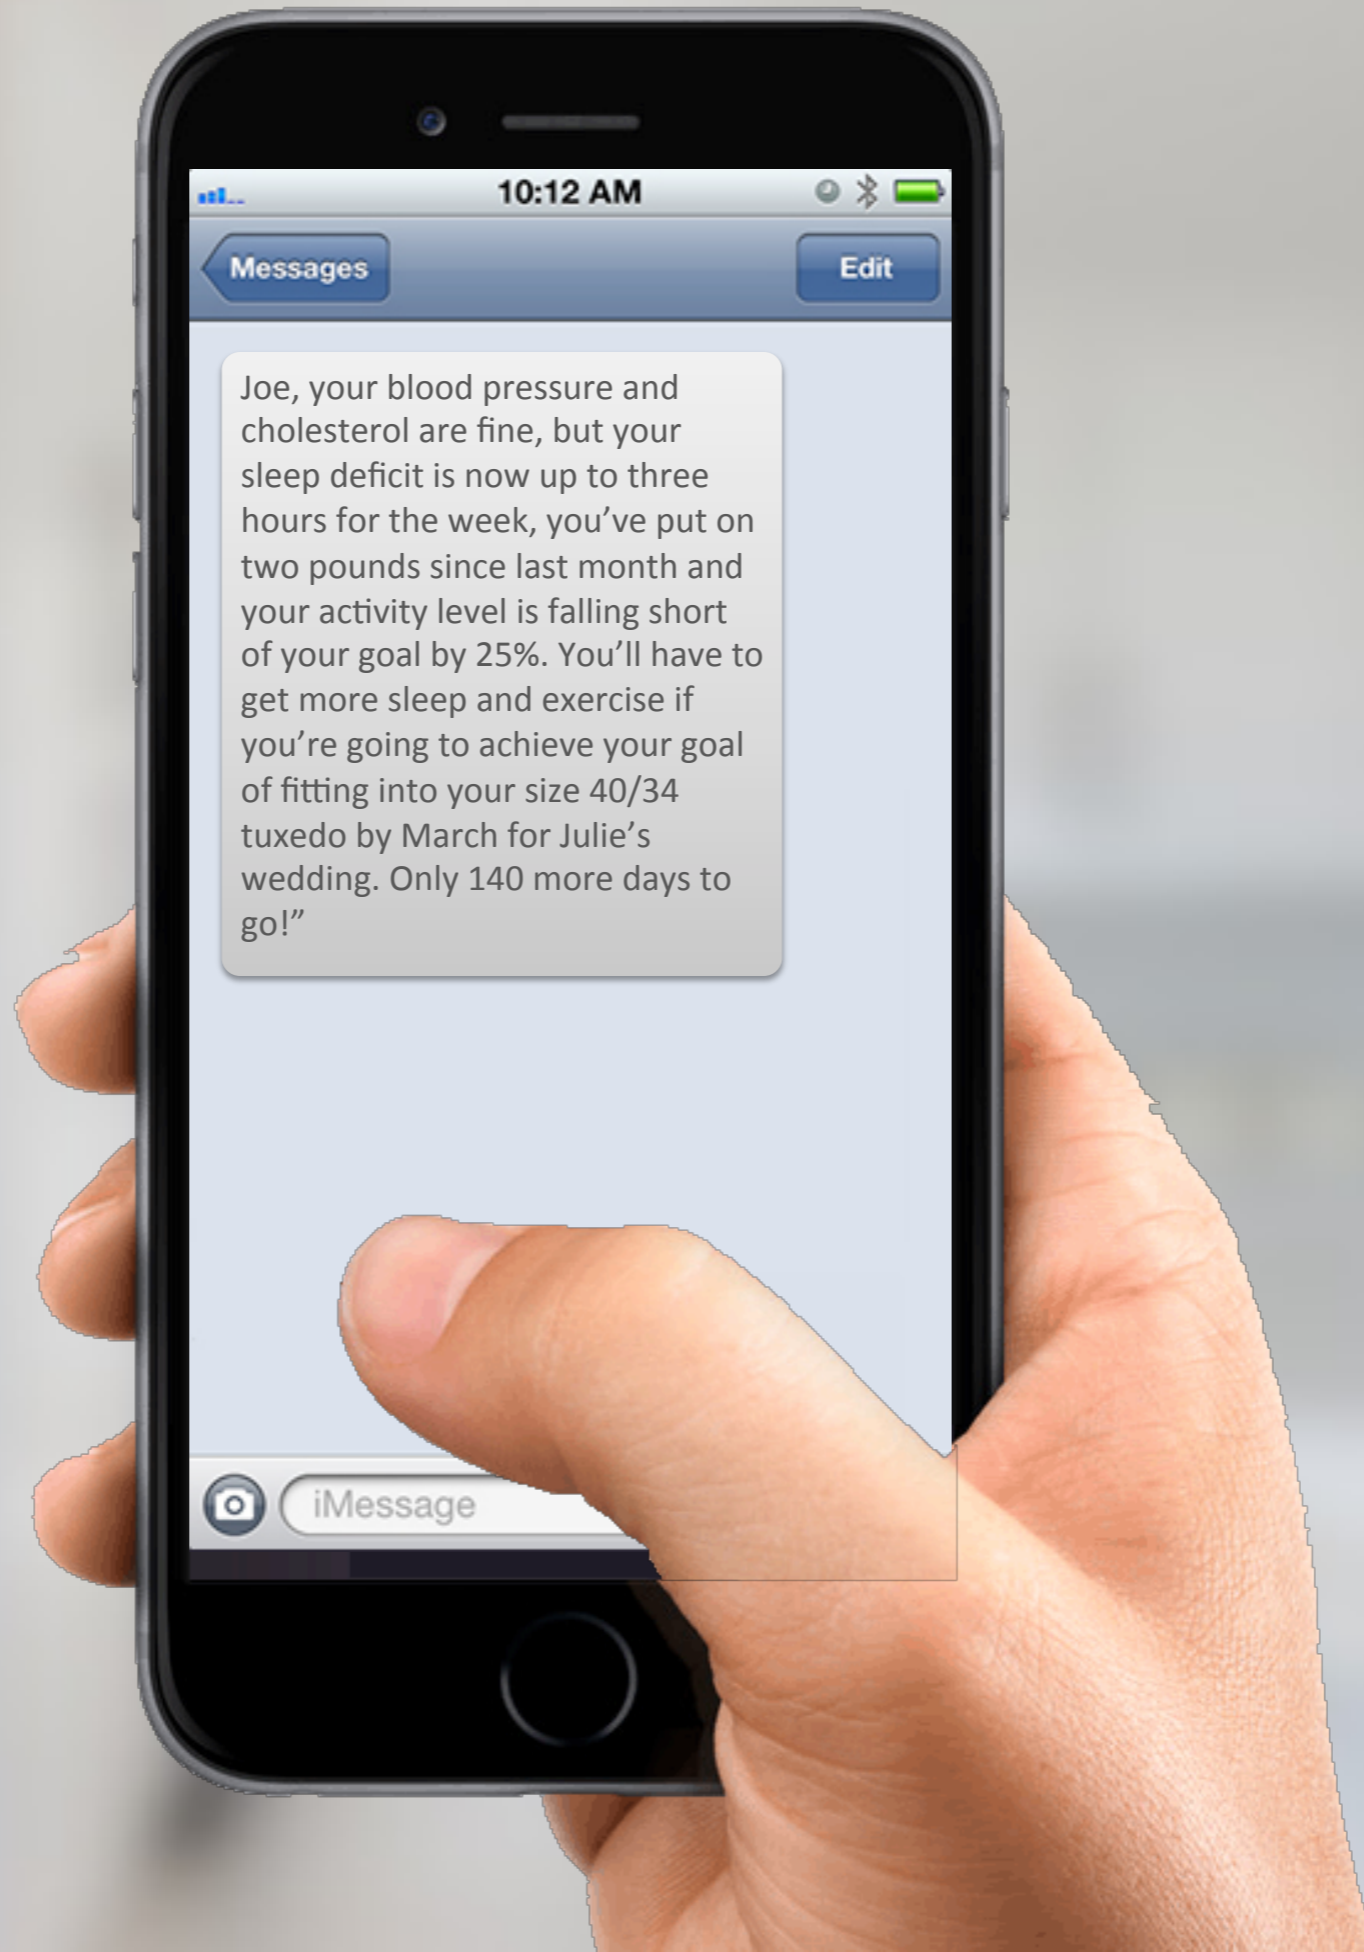 10:12 AM
Messages
Edit
Joe, your blood pressure and
cholesterol are fine, but your
sleep deficit is now up to three
hours for the week, you’ve put on
two pounds since last month and
your activity level is falling short
of your goal by 25%. You’ll have to
get more sleep and exercise if
you’re going to achieve your goal
of fitting into your size 40/34
tuxedo by March for Julie’s
wedding. Only 140 more days to
go!”
iMessage